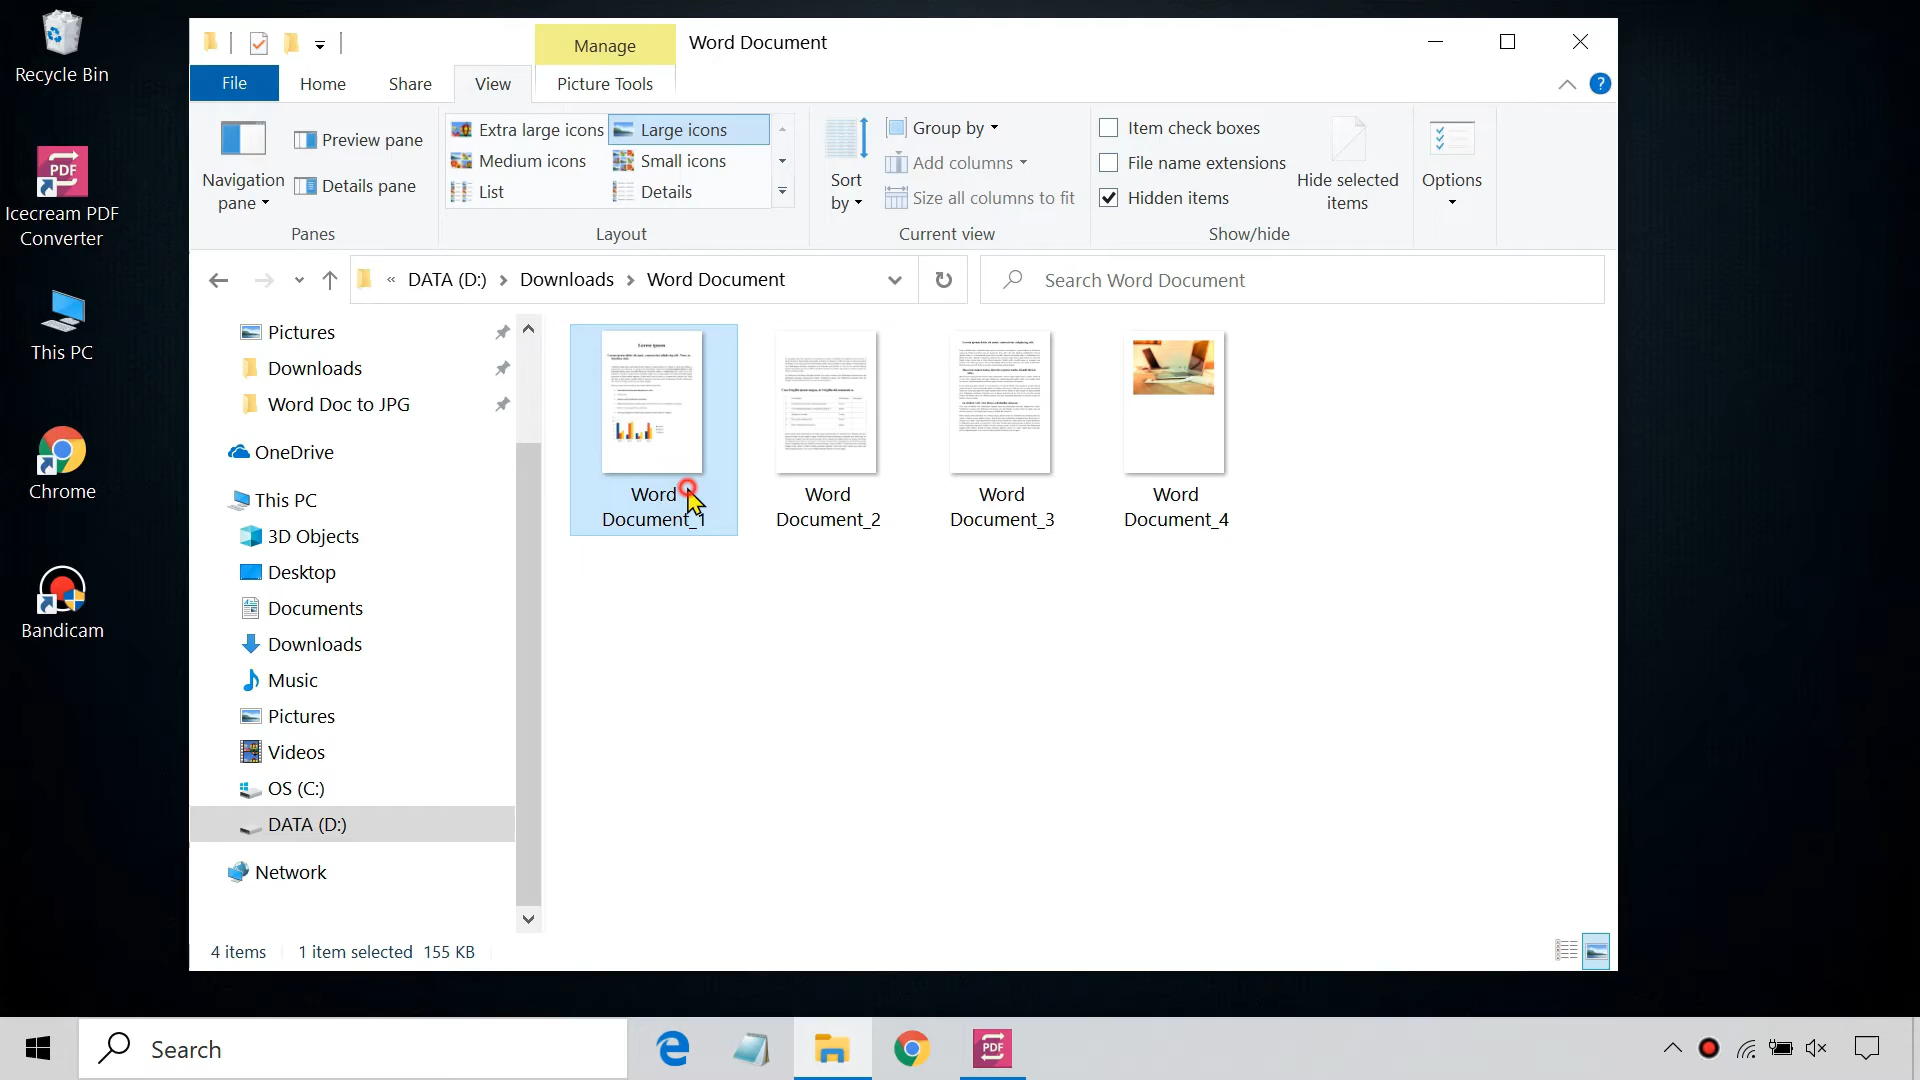 Recycle Bin
Icecream PDF
Converter
This PC
Chrome
Bandicam
Manage
Word Document
File
Home
Share
View
Picture Tools
Navigation
pane
Preview pane
Details pane
Panes
Extra large icons
Large icons
Medium icons
Small icons
List
Details
Layout
Sort
by
Group by
Add columns
Size all columns to fit
Current view
Item check boxes
File name extensions
Hidden items
Hide selected
items
Show/hide
Options
« DATA (D:) > Downloads > Word Document
Search Word Document
Pictures
Downloads
Word Doc to JPG
OneDrive
This PC
3D Objects
Desktop
Documents
Downloads
Music
Pictures
Videos
OS (C:)
DATA (D:)
Network
Lorem ipsum
Word
Document_1
Word
Document_2
Word
Document_3
Word
Document_4
4 items
1 item selected 155 KB
Search
PDF
PDF